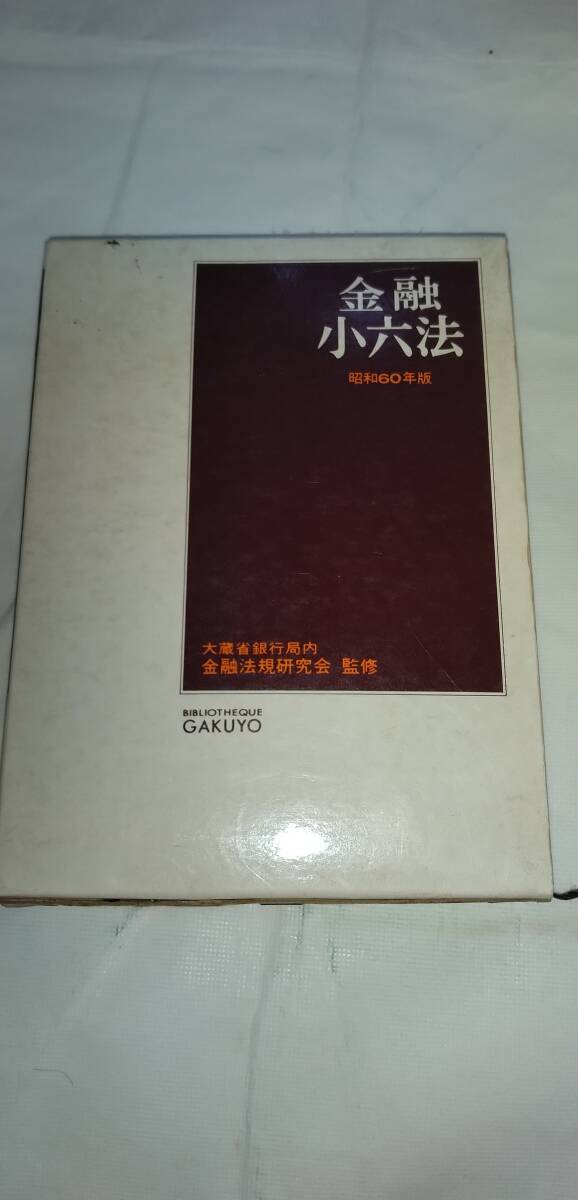 金融
小六法
昭和60年版
大蔵省銀行局内
金融法規研究会 監修
BIBLIOTHEQUE
GAKUYO